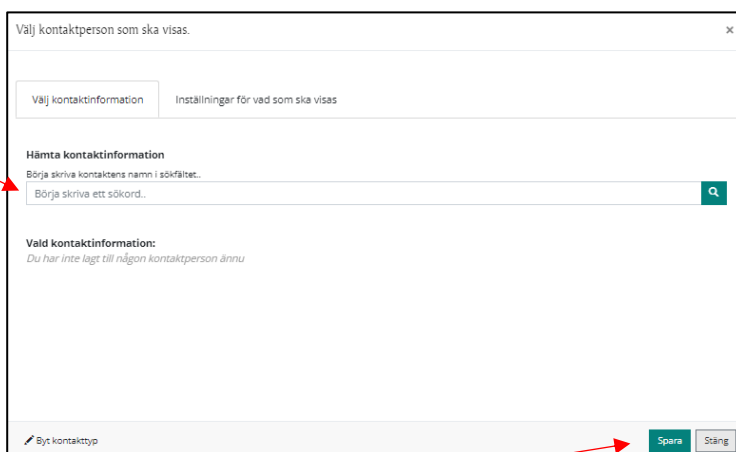 Välj kontaktperson som ska visas.
×
Välj kontaktinformation
Inställningar för vad som ska visas
Hämta kontaktinformation
Börja skriva kontaktens namn i sökfältet..
Börja skriva ett sökord..
Vald kontaktinformation:
Du har inte lagt till någon kontaktperson ännu
Byt kontakttyp
Spara
Stäng